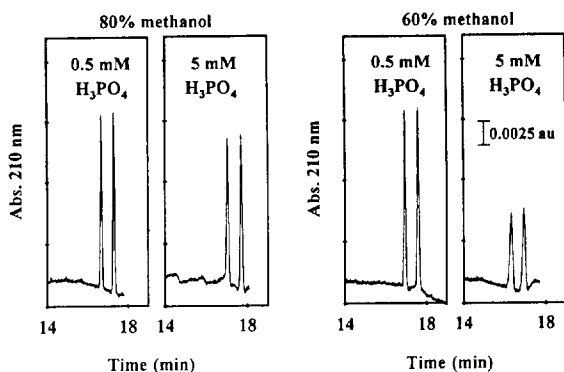 80% methanol
60% methanol
0.5 mM
H₃PO₄
5 mM
H₃PO₄
0.5 mM
H₃PO₄
5 mM
H₃PO₄
0.0025 au
Abs. 210 nm
Abs. 210 nm
14 18 14 18
14 18 14 18
Time (min)
Time (min)